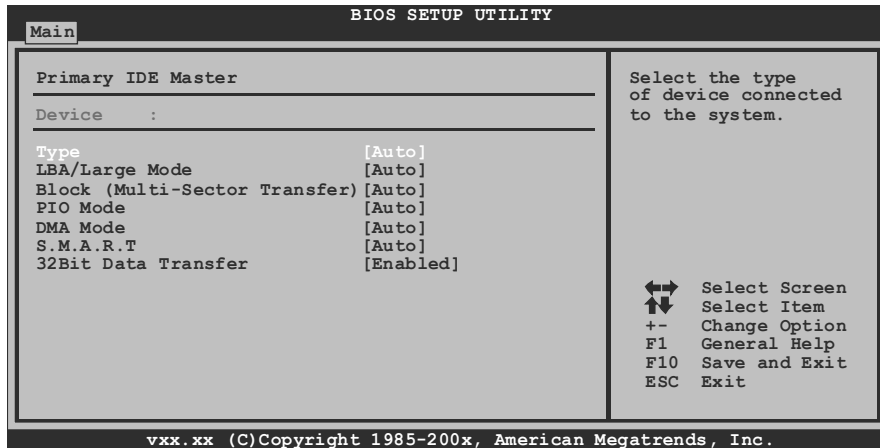 BIOS SETUP UTILITY
Main
Primary IDE Master
Device :
Type [Auto]
LBA/Large Mode [Auto]
Block (Multi-Sector Transfer) [Auto]
PIO Mode [Auto]
DMA Mode [Auto]
S.M.A.R.T [Auto]
32Bit Data Transfer [Enabled]
Select the type
of device connected
to the system.
Select Screen
Select Item
+- Change Option
F1 General Help
F10 Save and Exit
ESC Exit
vxx.xx (C)Copyright 1985-200x, American Megatrends, Inc.